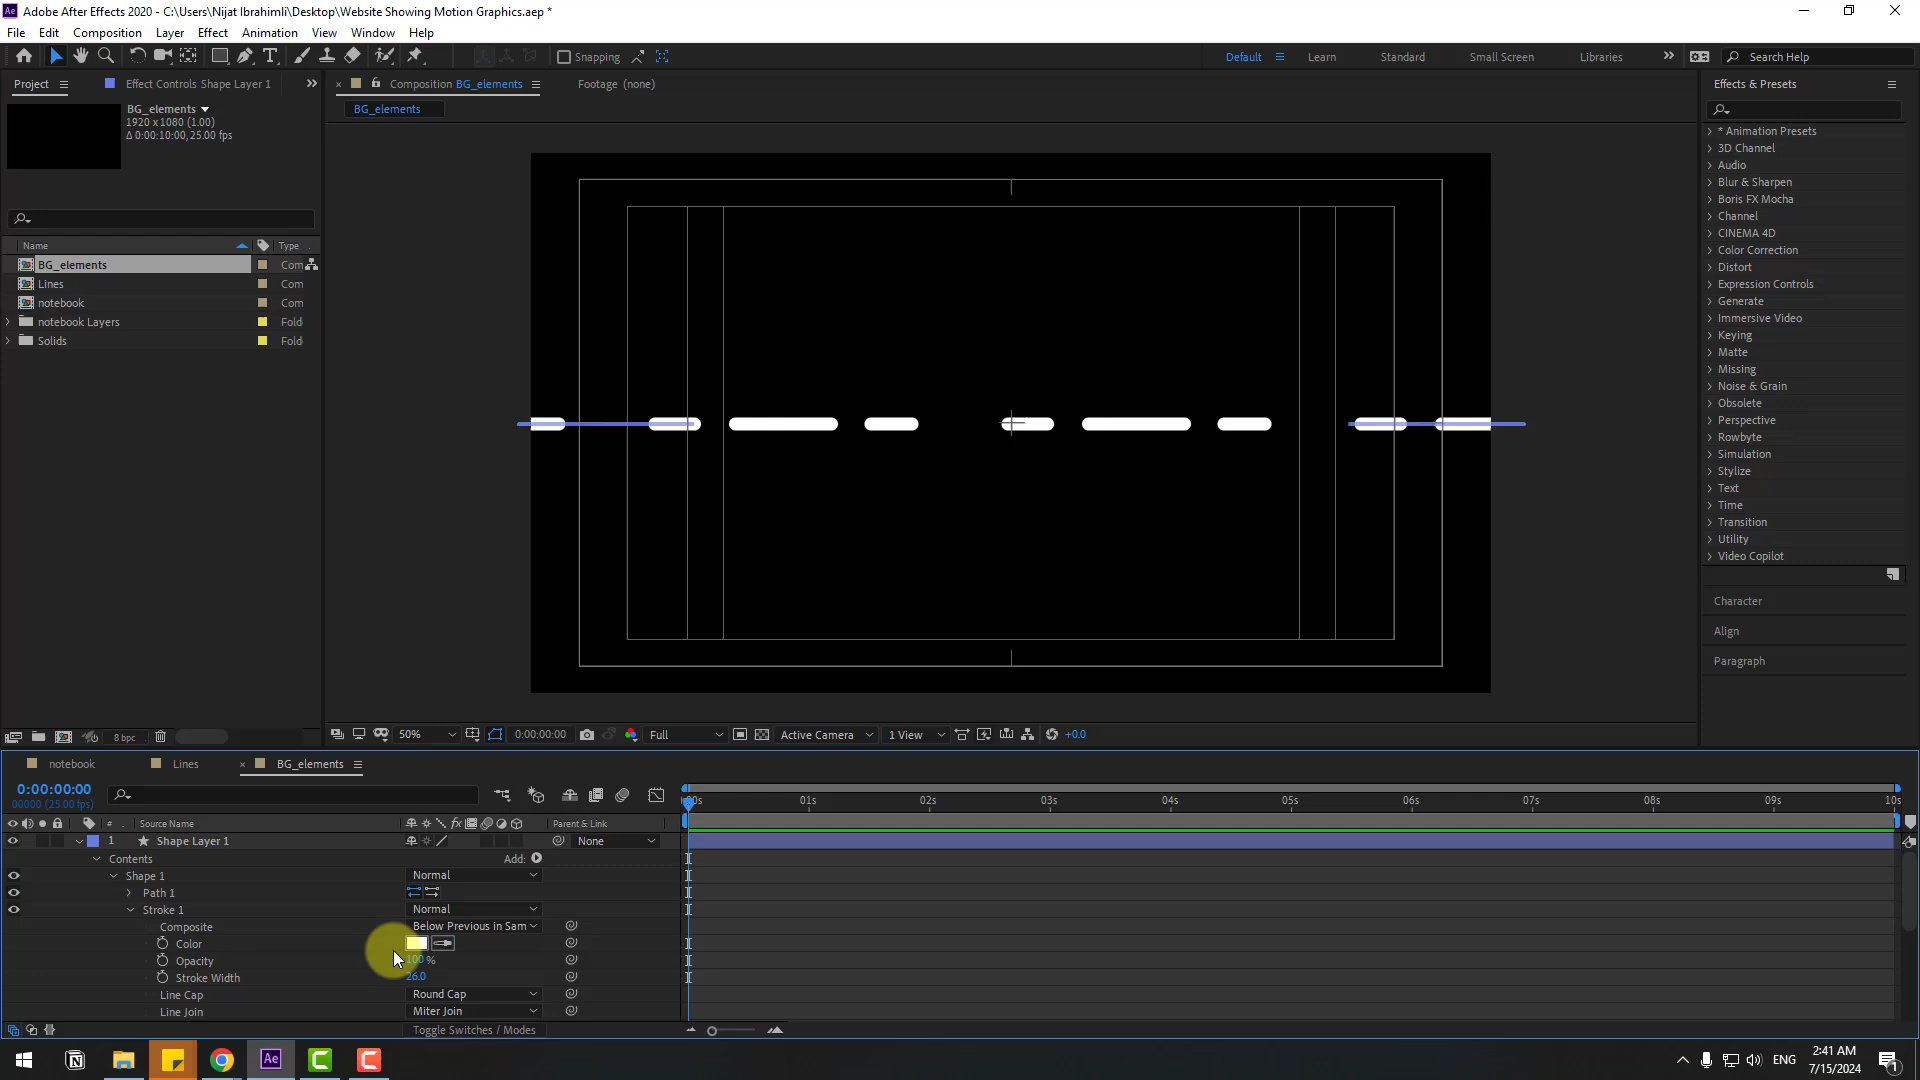 Adobe After Effects 2020 - C:\Users\Nijat Ibrahimli\Desktop\Website Showing Motion Graphics.aep *
File Edit Composition Layer Effect Animation View Window Help
Snapping
Default Learn Standard Small Screen Libraries Search Help
Project Effect Controls Shape Layer 1
Composition BG_elements Footage (none)
Effects & Presets
BG_elements
1920 x 1080 (1.00)
Δ 0:00:10:00, 25.00 fps
BG_elements
Name Type
BG_elements Com
Lines Com
notebook Com
notebook Layers Fold
Solids Fold
* Animation Presets
3D Channel
Audio
Blur & Sharpen
Boris FX Mocha
Channel
CINEMA 4D
Color Correction
Distort
Expression Controls
Generate
Immersive Video
Keying
Matte
Missing
Noise & Grain
Obsolete
Perspective
Rowbyte
Simulation
Stylize
Text
Time
Transition
Utility
Video Copilot
Character
Align
Paragraph
8 bpc
50% 0:00:00:00 Full Active Camera 1 View +0.0
notebook Lines BG_elements
0:00:00:00
00000 (25.00 fps)
00s 01s 02s 03s 04s 05s 06s 07s 08s 09s 10s
# Source Name Parent & Link
1 Shape Layer 1 None
Contents Add:
Shape 1 Normal
Path 1
Stroke 1 Normal
Composite Below Previous in Sam
Color
Opacity 100 %
Stroke Width 26.0
Line Cap Round Cap
Line Join Miter Join
Toggle Switches / Modes
Ae
ENG
2:41 AM
7/15/2024
1